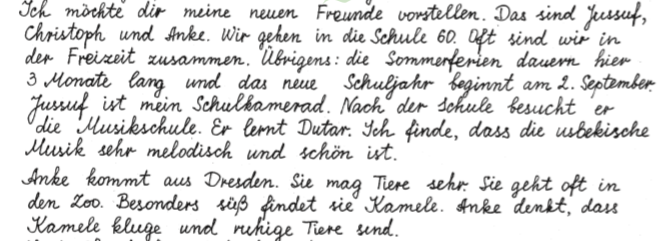 Ich möchte dir meine neuen Freunde vorstellen. Das sind Jussuf,
Christoph und Anke. Wir gehen in die Schule 60. Oft sind wir in
der Freizeit zusammen. Übrigens: die Sommerferien dauern hier
3 Monate lang und das neue Schuljahr beginnt am 2. September.
Jussuf ist mein Schulkamerad. Nach der Schule besucht er
die Musikschule. Er lernt Dutar. Ich finde, dass die usbekische
Musik sehr melodisch und schön ist.
Anke kommt aus Dresden. Sie mag Tiere sehr. Sie geht oft in
den Zoo. Besonders süß findet sie Kamele. Anke denkt, dass
Kamele kluge und ruhige Tiere sind.